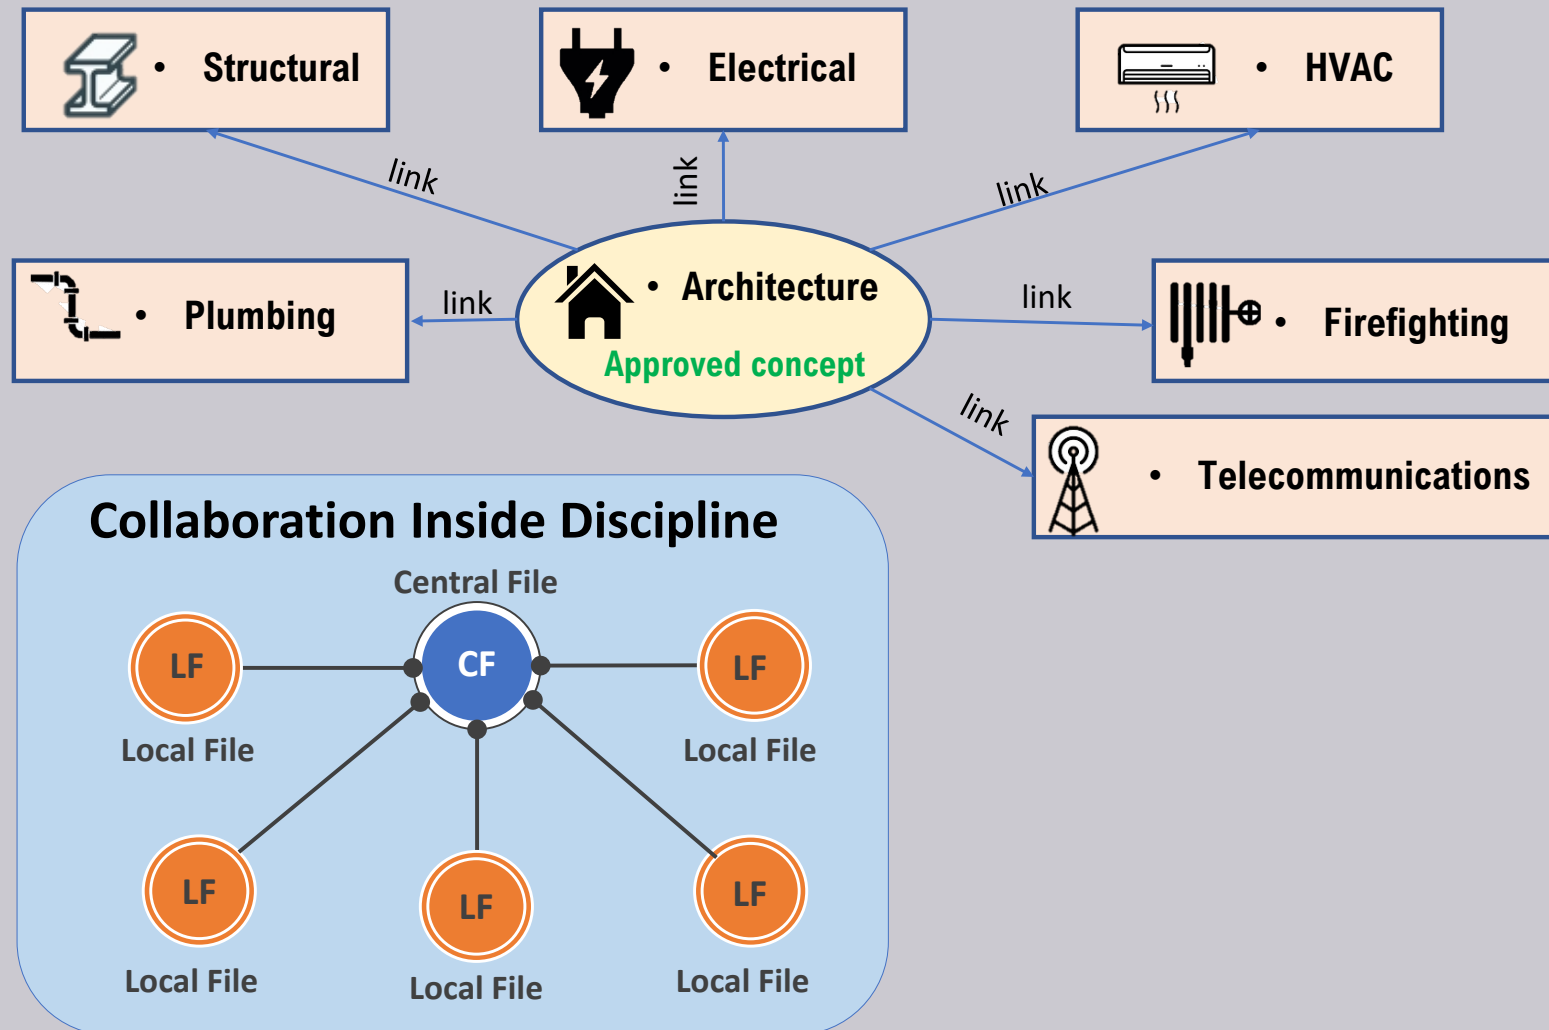 • Structural
• Electrical
• HVAC
link
link
link
• Plumbing
link
• Architecture
Approved concept
link
• Firefighting
link
• Telecommunications
Collaboration Inside Discipline
Central File
LF
CF
LF
Local File
Local File
LF
LF
LF
Local File
Local File
Local File